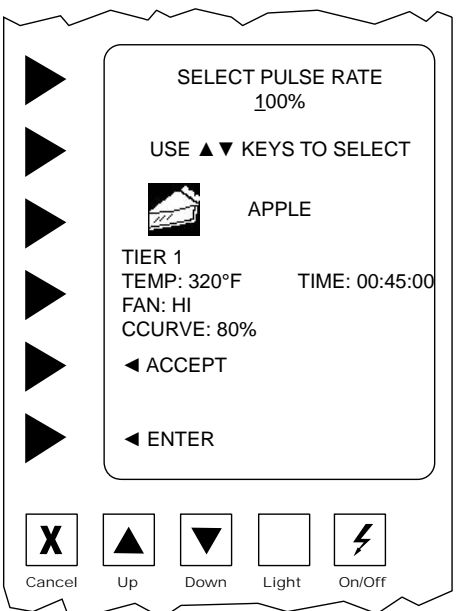 SELECT PULSE RATE
100%
USE ▲▼ KEYS TO SELECT
APPLE
TIER 1
TEMP: 320°F TIME: 00:45:00
FAN: HI
CCURVE: 80%
◄ ACCEPT
◄ ENTER
X
Cancel Up Down Light On/Off